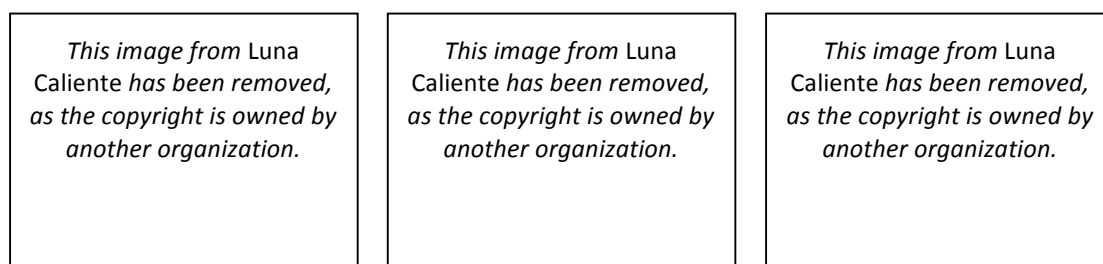 This image from Luna
Caliente has been removed,
as the copyright is owned by
another organization.
This image from Luna
Caliente has been removed,
as the copyright is owned by
another organization.
This image from Luna
Caliente has been removed,
as the copyright is owned by
another organization.